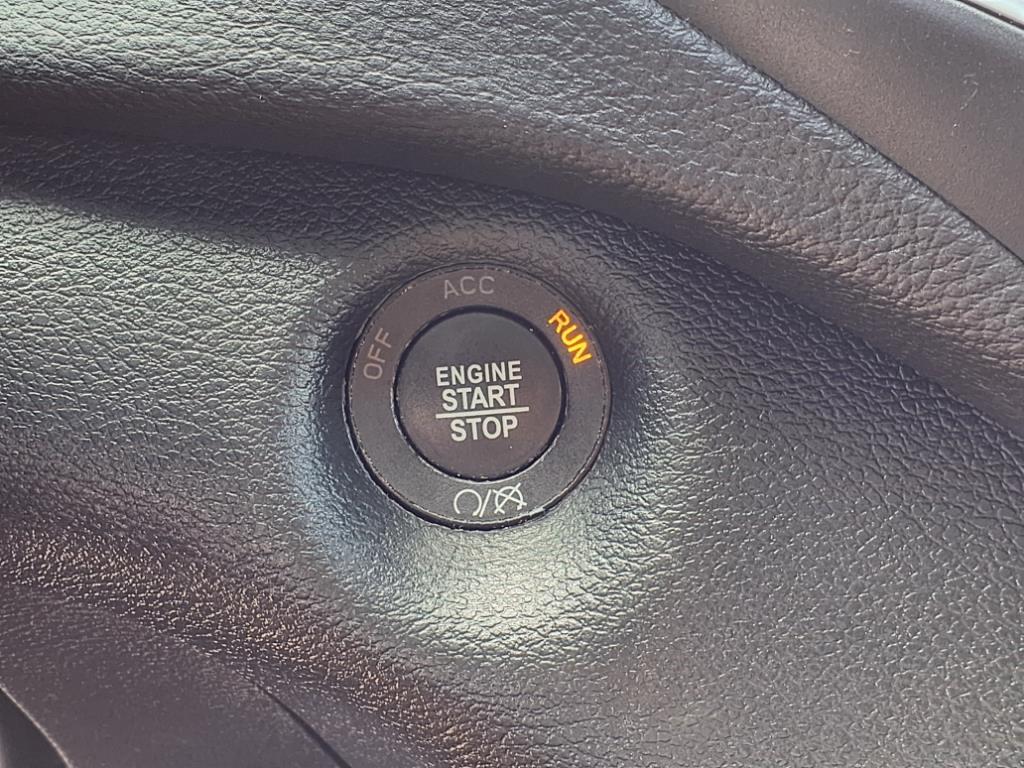 ACC
OFF
RUN
ENGINE
START
STOP